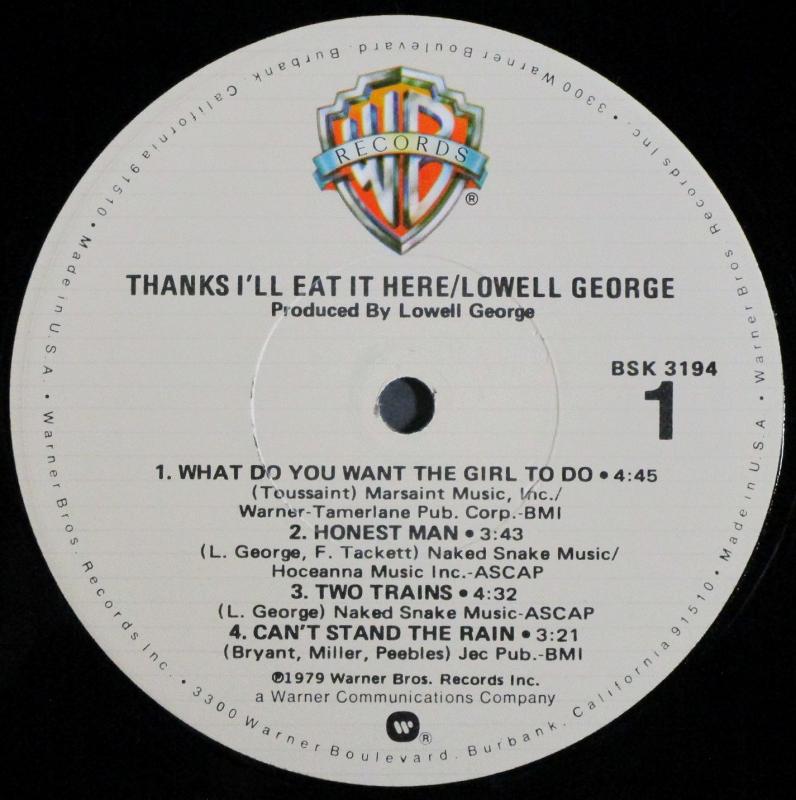 WB
RECORDS
®
THANKS I'LL EAT IT HERE/LOWELL GEORGE
Produced By Lowell George
BSK 3194
1
1. WHAT DO YOU WANT THE GIRL TO DO • 4:45
(Toussaint) Marsaint Music, Inc./
Warner-Tamerlane Pub. Corp.-BMI
2. HONEST MAN • 3:43
(L. George, F. Tackett) Naked Snake Music/
Hoceanna Music Inc.-ASCAP
3. TWO TRAINS • 4:32
(L. George) Naked Snake Music-ASCAP
4. CAN'T STAND THE RAIN • 3:21
(Bryant, Miller, Peebles) Jec Pub.-BMI
℗1979 Warner Bros. Records Inc.
a Warner Communications Company
W ®
Warner Bros. Records Inc. • 3300 Warner Boulevard. Burbank. California 91510 • Made in U.S.A. •
Warner Bros. Records Inc. • 3300 Warner Boulevard. Burbank. California 91510 • Made in U.S.A •